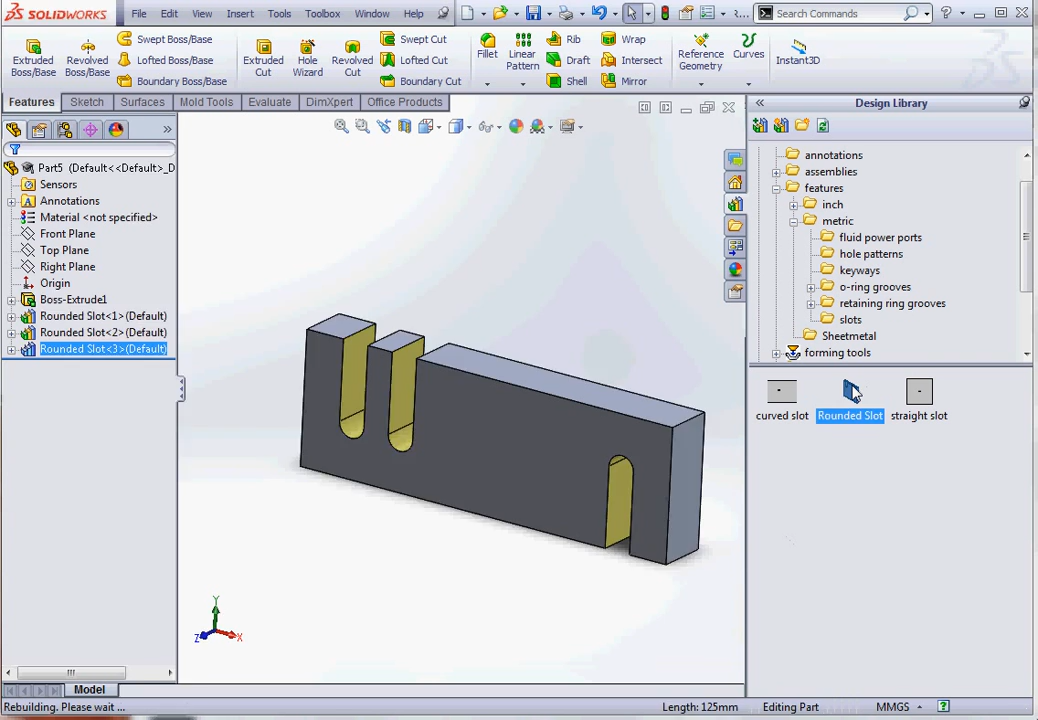 SOLIDWORKS File Edit View Insert Tools Toolbox Window Help Search Commands
Extruded Boss/Base
Revolved Boss/Base
Swept Boss/Base
Lofted Boss/Base
Boundary Boss/Base
Extruded Cut
Hole Wizard
Revolved Cut
Swept Cut
Lofted Cut
Boundary Cut
Fillet
Linear Pattern
Rib
Draft
Shell
Wrap
Intersect
Mirror
Reference Geometry
Curves
Instant3D
Features Sketch Surfaces Mold Tools Evaluate DimXpert Office Products
Part5 (Default<<Default>_D
Sensors
Annotations
Material <not specified>
Front Plane
Top Plane
Right Plane
Origin
Boss-Extrude1
Rounded Slot<1>(Default)
Rounded Slot<2>(Default)
Rounded Slot<3>(Default)
Y
Z
X
Design Library
annotations
assemblies
features
inch
metric
fluid power ports
hole patterns
keyways
o-ring grooves
retaining ring grooves
slots
Sheetmetal
forming tools
curved slot Rounded Slot straight slot
Model
Rebuilding. Please wait ... Length: 125mm Editing Part MMGS